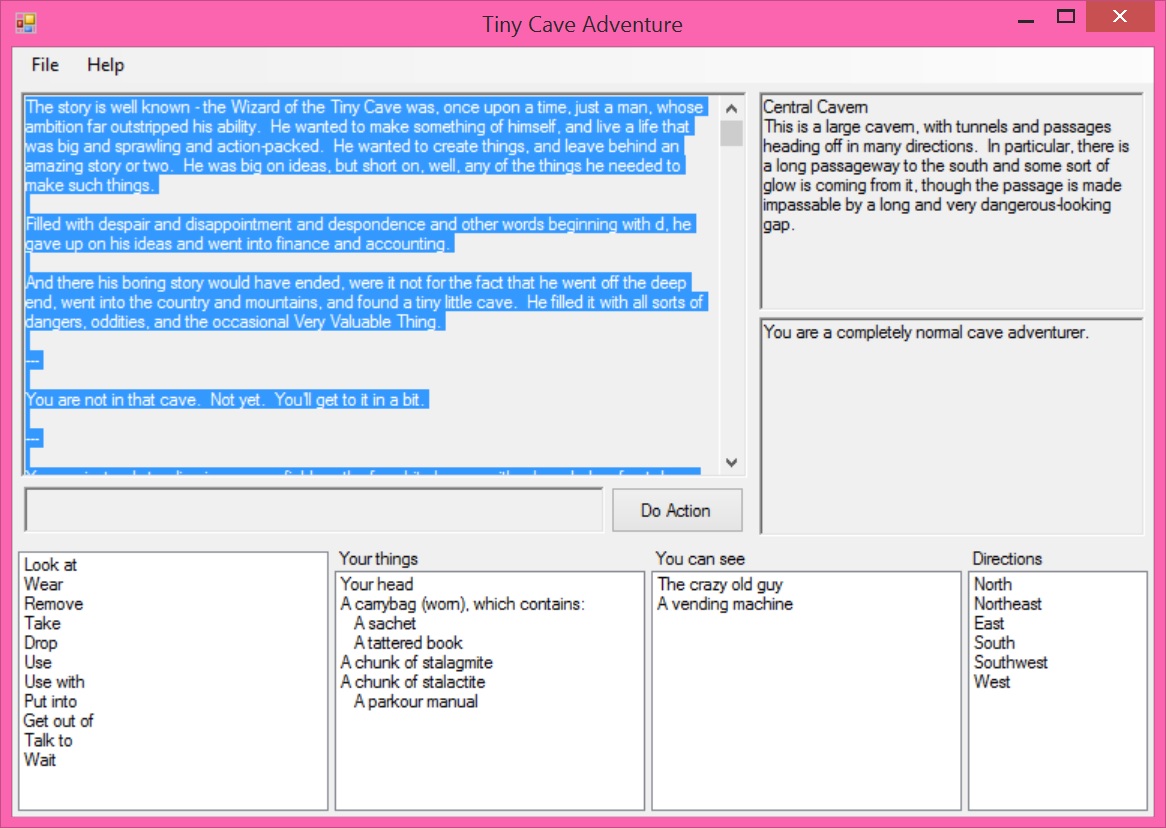 Tiny Cave Adventure
File Help
The story is well known - the Wizard of the Tiny Cave was, once upon a time, just a man, whose
ambition far outstripped his ability.  He wanted to make something of himself, and live a life that
was big and sprawling and action-packed.  He wanted to create things, and leave behind an
amazing story or two.  He was big on ideas, but short on, well, any of the things he needed to
make such things.
Filled with despair and disappointment and despondence and other words beginning with d, he
gave up on his ideas and went into finance and accounting.
And there his boring story would have ended, were it not for the fact that he went off the deep
end, went into the country and mountains, and found a tiny little cave.  He filled it with all sorts of
dangers, oddities, and the occasional Very Valuable Thing.
---
You are not in that cave.  Not yet.  You'll get to it in a bit.
---
Central Cavern
This is a large cavern, with tunnels and passages
heading off in many directions.  In particular, there is
a long passageway to the south and some sort of
glow is coming from it, though the passage is made
impassable by a long and very dangerous-looking
gap.
You are a completely normal cave adventurer.
Do Action
Look at
Wear
Remove
Take
Drop
Use
Use with
Put into
Get out of
Talk to
Wait
Your things
Your head
A carrybag (worn), which contains:
A sachet
A tattered book
A chunk of stalagmite
A chunk of stalactite
A parkour manual
You can see
The crazy old guy
A vending machine
Directions
North
Northeast
East
South
Southwest
West